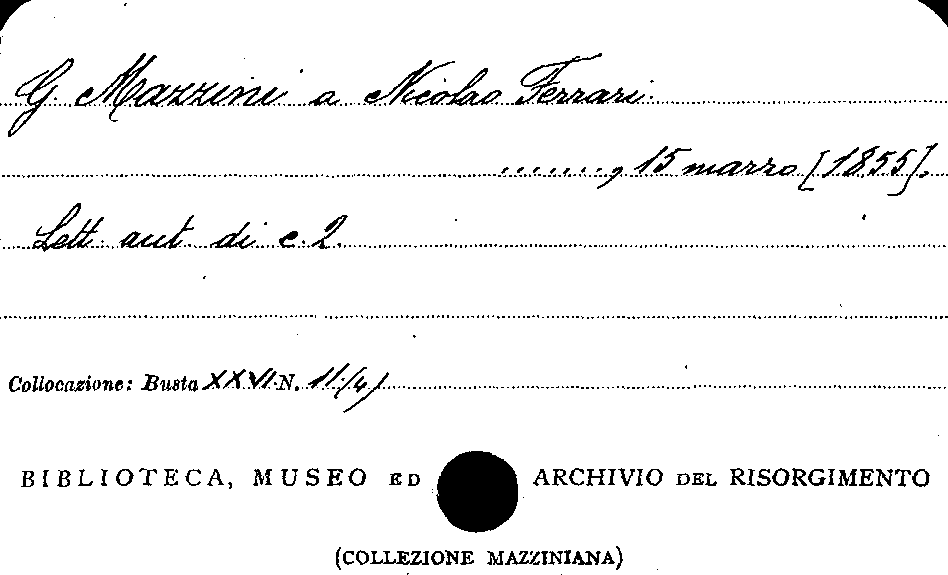 G. Mazzini a Nicolao Ferrari.
........, 15 marzo [1855].
Lett. aut. di c. 2.
Collocazione: Busta XXVI N. 11/4)
BIBLIOTECA, MUSEO ED ARCHIVIO DEL RISORGIMENTO
(COLLEZIONE MAZZINIANA)